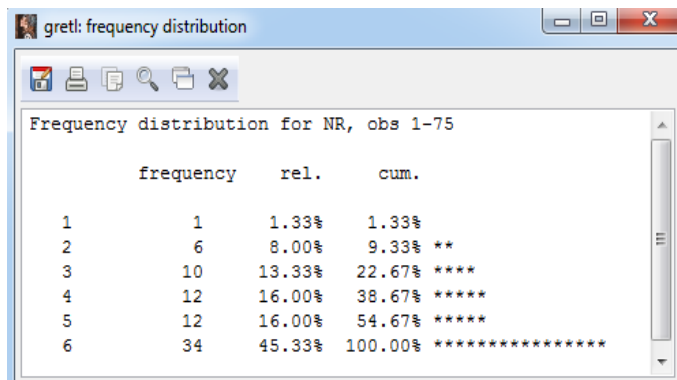 gretl: frequency distribution
Frequency distribution for NR, obs 1-75
frequency rel. cum.
1 1 1.33% 1.33%
2 6 8.00% 9.33% **
3 10 13.33% 22.67% ****
4 12 16.00% 38.67% *****
5 12 16.00% 54.67% *****
6 34 45.33% 100.00% ****************